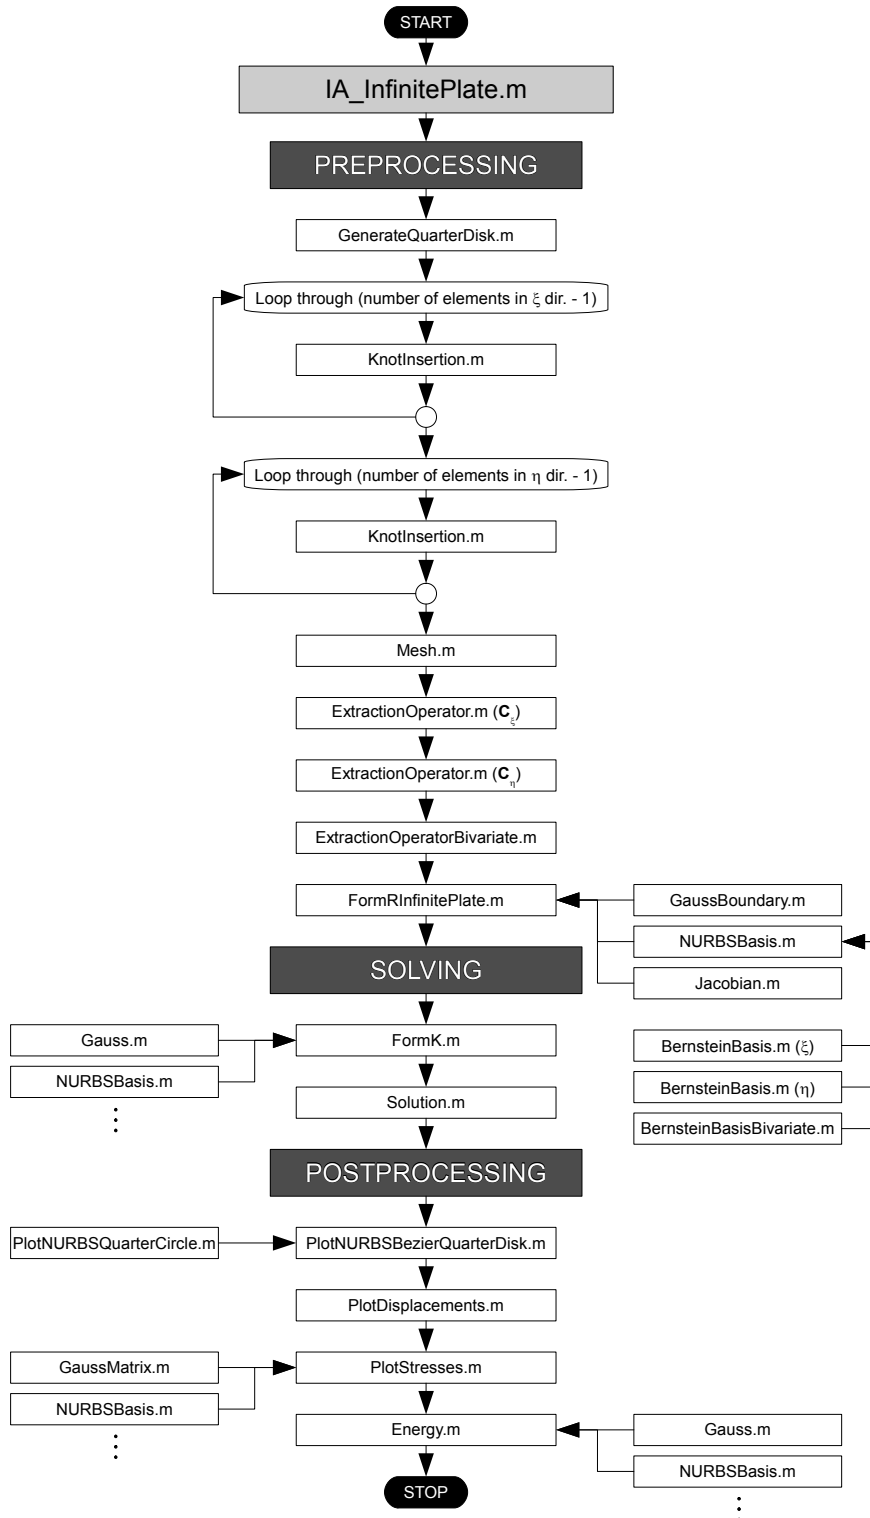 START
IA_InfinitePlate.m
PREPROCESSING
GenerateQuarterDisk.m
Loop through (number of elements in ξ dir. - 1)
KnotInsertion.m
Loop through (number of elements in η dir. - 1)
KnotInsertion.m
Mesh.m
ExtractionOperator.m (Cξ)
ExtractionOperator.m (Cη)
ExtractionOperatorBivariate.m
FormRInfinitePlate.m
GaussBoundary.m
NURBSBasis.m
Jacobian.m
SOLVING
Gauss.m
FormK.m
BernsteinBasis.m (ξ)
NURBSBasis.m
Solution.m
BernsteinBasis.m (η)
BernsteinBasisBivariate.m
POSTPROCESSING
PlotNURBSQuarterCircle.m
PlotNURBSBezierQuarterDisk.m
PlotDisplacements.m
GaussMatrix.m
PlotStresses.m
NURBSBasis.m
Energy.m
Gauss.m
NURBSBasis.m
STOP